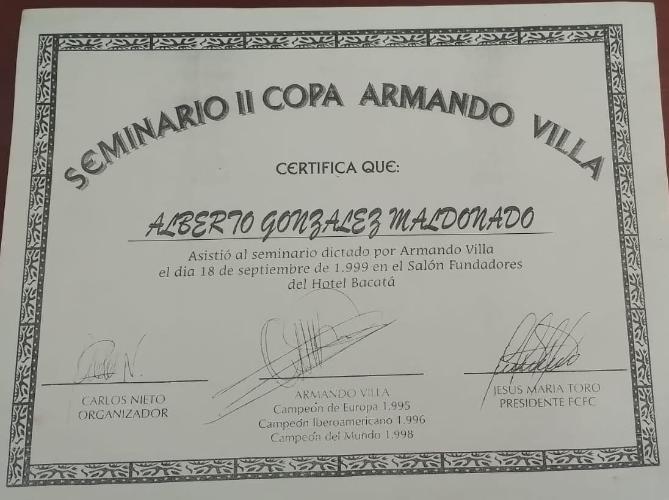 SEMINARIO II COPA ARMANDO VILLA
CERTIFICA QUE:
ALBERTO GONZALEZ MALDONADO
Asistió al seminario dictado por Armando Villa
el dia 18 de septiembre de 1.999 en el Salón Fundadores
del Hotel Bacatá
CARLOS NIETO
ORGANIZADOR
ARMANDO VILLA
Campeón de Europa 1.995
Campeón Iberoamericano 1.996
Campeón del Mundo 1.998
JESUS MARIA TORO
PRESIDENTE FCFC